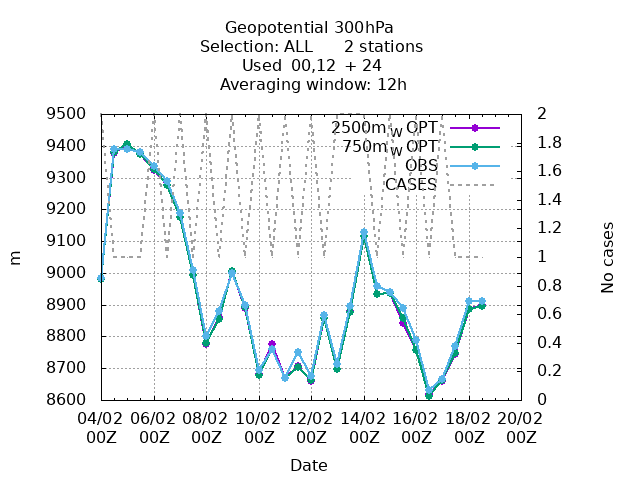 Geopotential 300hPa
Selection: ALL 2 stations
Used 00,12 + 24
Averaging window: 12h
9500 2
2500m_W OPT
9400 1.8
750m_W OPT
OBS
9300 1.6
CASES
9200 1.4
9100 1.2
9000 1
8900 0.8
8800 0.6
8700 0.4
8600 0.2
0
m
No cases
04/02 06/02 08/02 10/02 12/02 14/02 16/02 18/02 20/02
00Z 00Z 00Z 00Z 00Z 00Z 00Z 00Z 00Z
Date